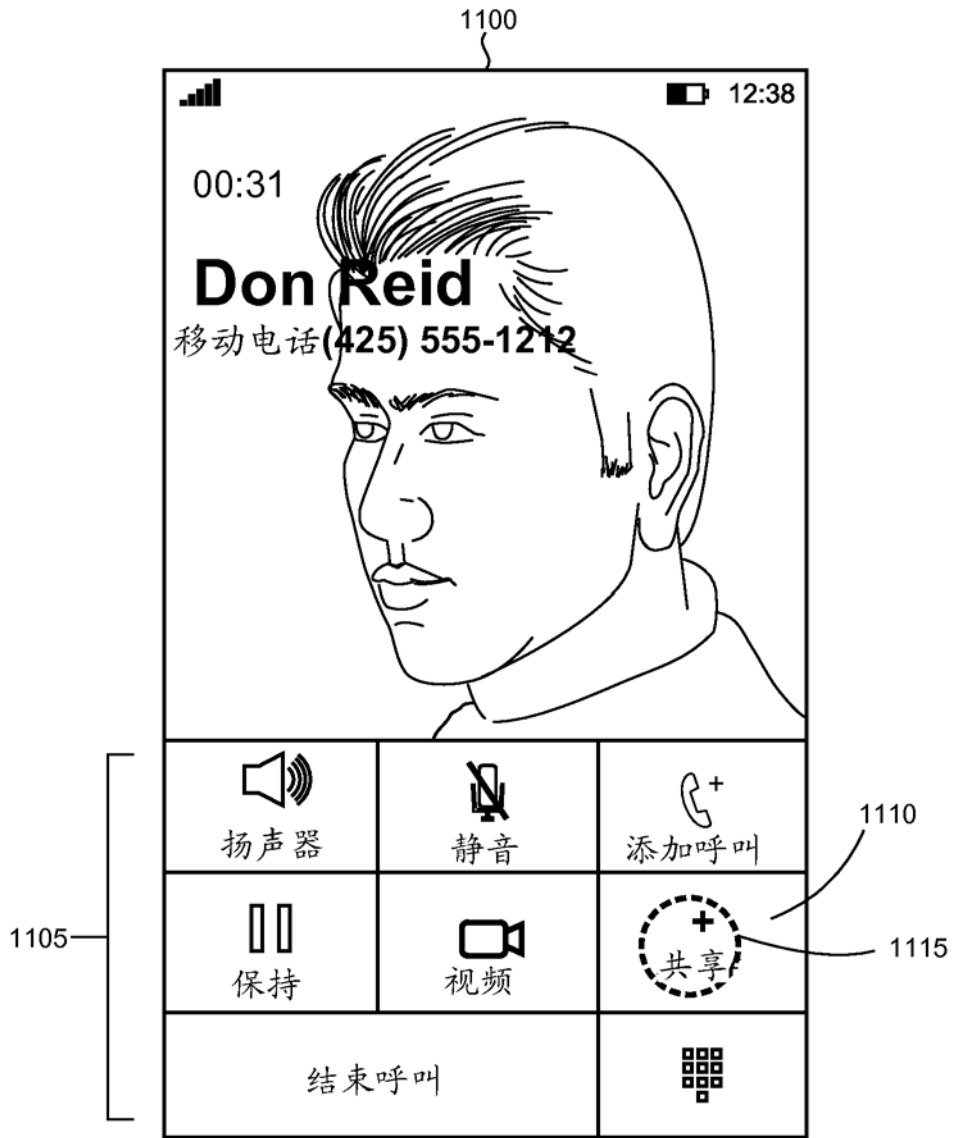 1100
12:38
00:31
Don Reid
移动电话(425) 555-1212
扬声器
静音
添加呼叫
1110
1105
保持
视频
共享
1115
结束呼叫